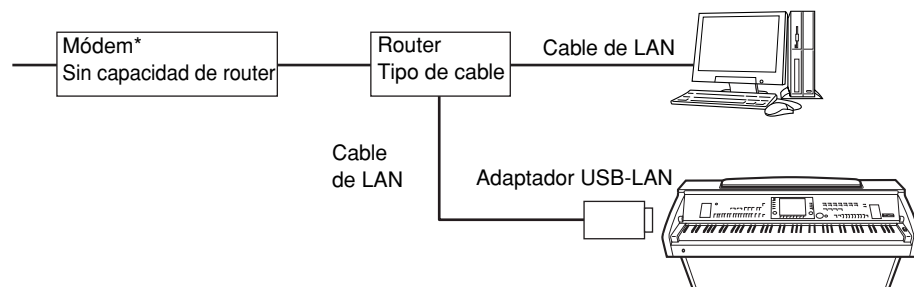 Módem*
Sin capacidad de router
Router
Tipo de cable
Cable de LAN
Cable
de LAN
Adaptador USB-LAN